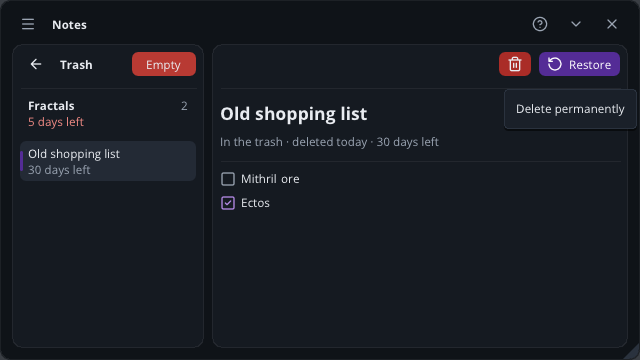 Notes
Trash
Empty
Restore
Fractals 2
5 days left
Old shopping list
30 days left
Delete permanently
Old shopping list
In the trash · deleted today · 30 days left
Mithril ore
Ectos